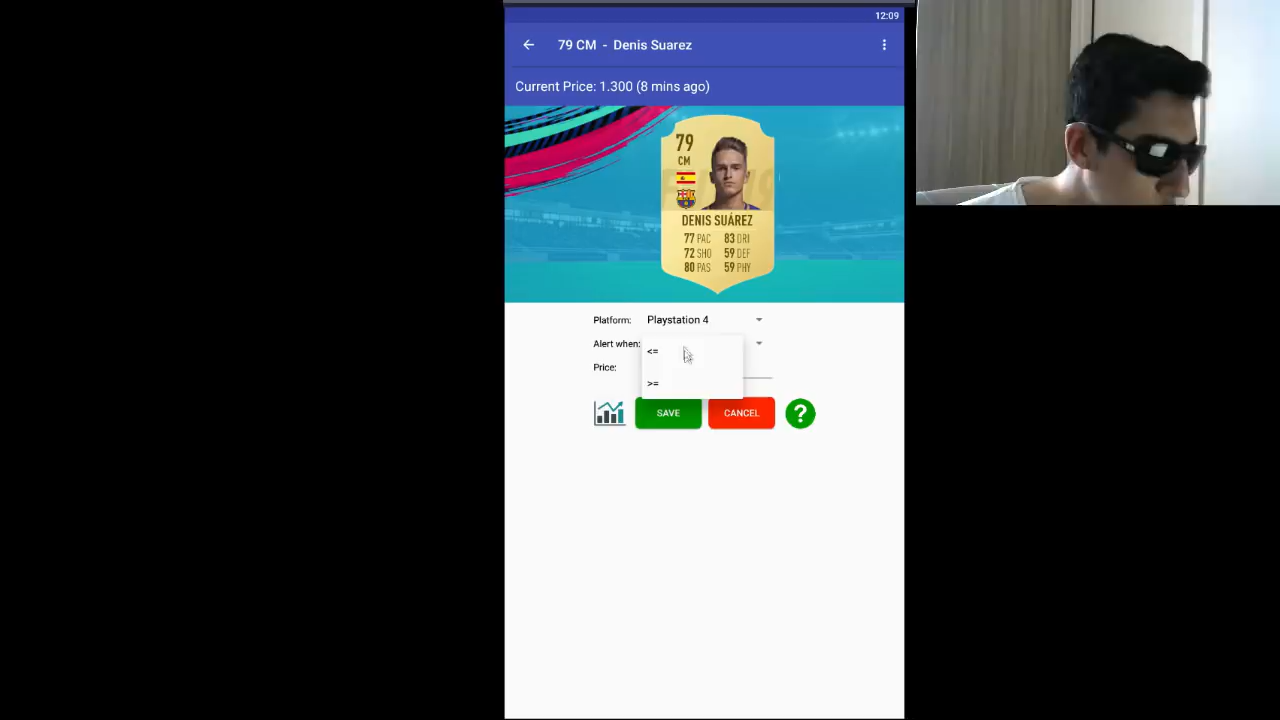 12:09
79 CM - Denis Suarez
Current Price: 1.300 (8 mins ago)
79
CM
DENIS SUÁREZ
77 PAC 83 DRI
72 SHO 59 DEF
80 PAS 59 PHY
Platform: Playstation 4
Alert when:
<=
Price:
>=
SAVE CANCEL ?